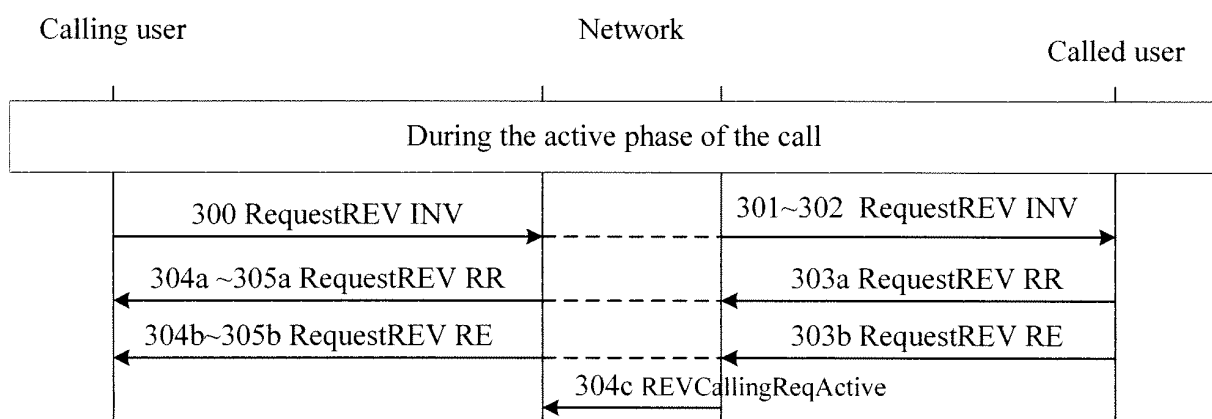 Calling user
Network
Called user
During the active phase of the call
300 RequestREV INV
301~302 RequestREV INV
304a ~305a RequestREV RR
303a RequestREV RR
304b~305b RequestREV RE
303b RequestREV RE
304c REVCallingReqActive